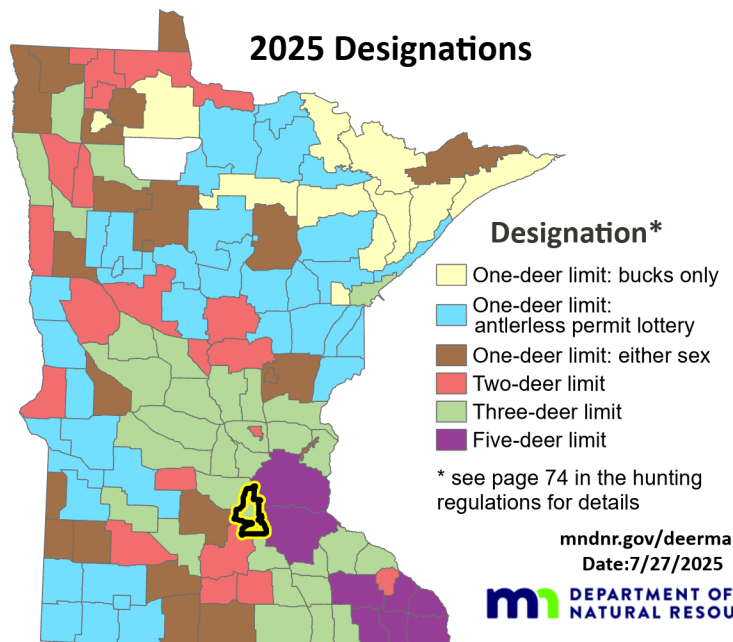 2025 Designations
Designation*
One-deer limit: bucks only
One-deer limit:
antlerless permit lottery
One-deer limit: either sex
Two-deer limit
Three-deer limit
Five-deer limit
* see page 74 in the hunting
regulations for details
mndnr.gov/deerma
Date:7/27/2025
mn DEPARTMENT OF
NATURAL RESOU